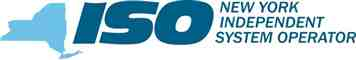 ISO
NEW YORK
INDEPENDENT
SYSTEM OPERATOR